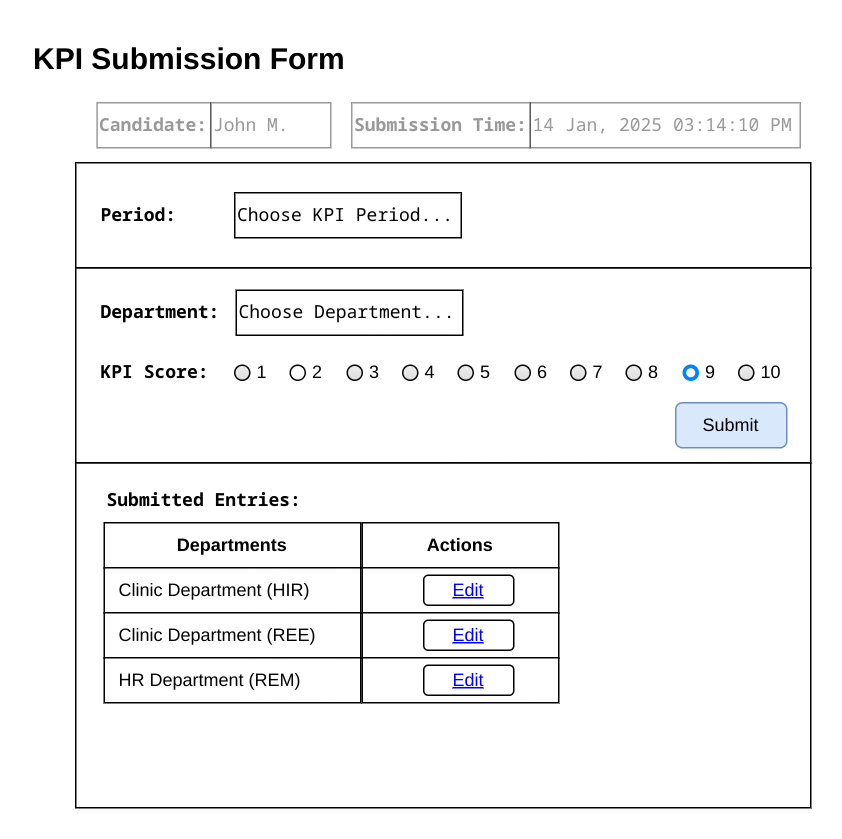 KPI Submission Form
Candidate: John M. Submission Time: 14 Jan, 2025 03:14:10 PM
Period: Choose KPI Period...
Department: Choose Department...
KPI Score: 1 2 3 4 5 6 7 8 9 10
Submit
Submitted Entries:
Departments Actions
Clinic Department (HIR) Edit
Clinic Department (REE) Edit
HR Department (REM) Edit